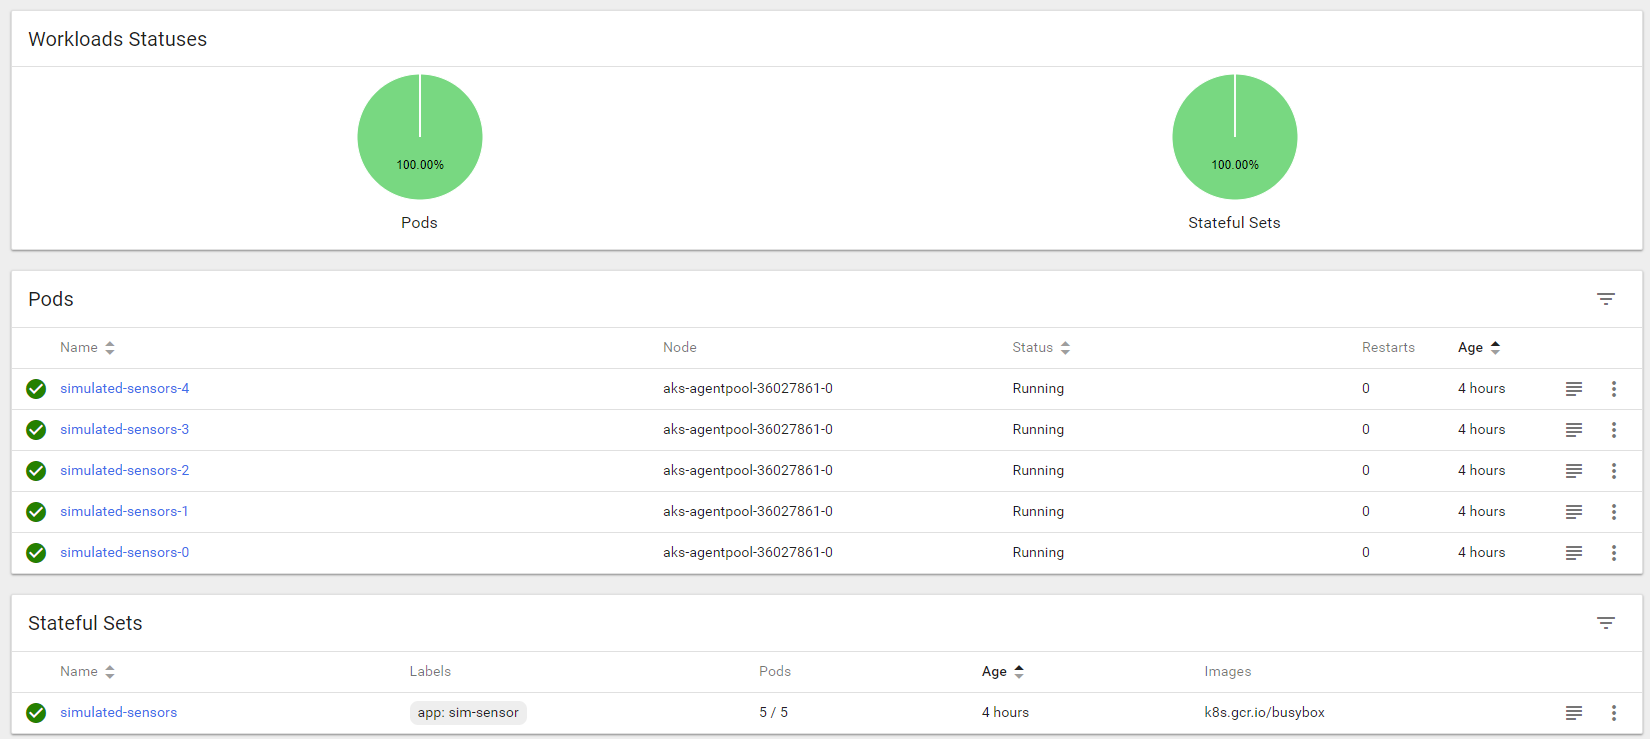 Workloads Statuses
100.00%
100.00%
Pods
Stateful Sets
Pods
Name Node Status Restarts Age
simulated-sensors-4 aks-agentpool-36027861-0 Running 0 4 hours
simulated-sensors-3 aks-agentpool-36027861-0 Running 0 4 hours
simulated-sensors-2 aks-agentpool-36027861-0 Running 0 4 hours
simulated-sensors-1 aks-agentpool-36027861-0 Running 0 4 hours
simulated-sensors-0 aks-agentpool-36027861-0 Running 0 4 hours
Stateful Sets
Name Labels Pods Age Images
simulated-sensors app: sim-sensor 5 / 5 4 hours k8s.gcr.io/busybox